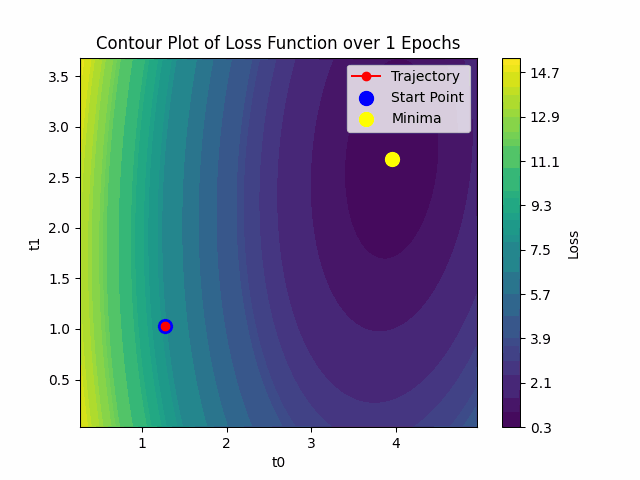 Contour Plot of Loss Function over 1 Epochs
Trajectory
Start Point
Minima
3.5
3.0
2.5
2.0
1.5
1.0
0.5
t1
1
2
3
4
t0
14.7
12.9
11.1
9.3
7.5
5.7
3.9
2.1
0.3
Loss